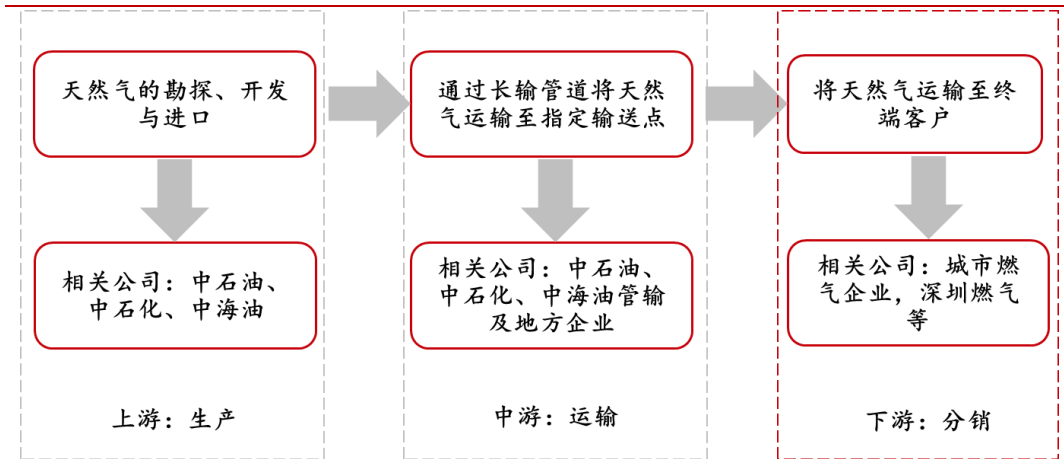 天然气的勘探、开发
与进口
通过长输管道将天然
气运输至指定输送点
将天然气运输至终
端客户
相关公司：中石油、
中石化、中海油
相关公司：中石油、
中石化、中海油管输
及地方企业
相关公司：城市燃
气企业，深圳燃气
等
上游：生产
中游：运输
下游：分销